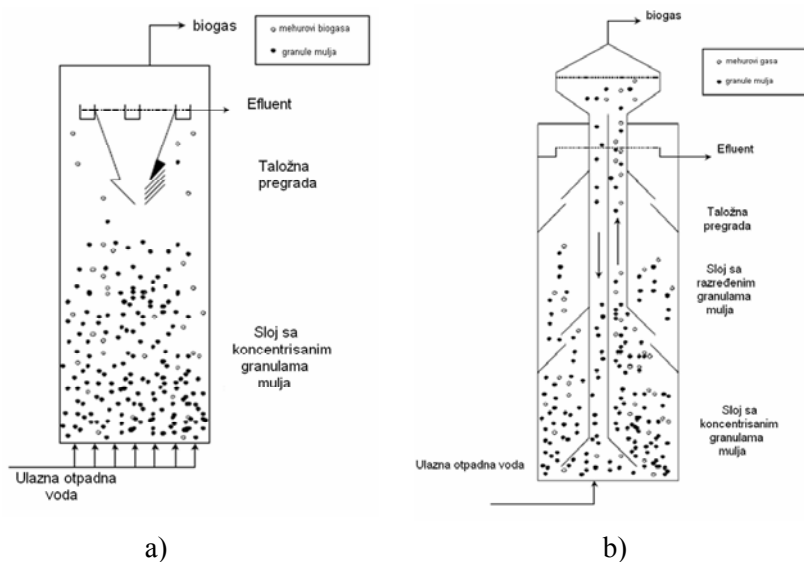 biogas
mehurovi biogasa
granule mulja
Efluent
Taložna
pregrada
Sloj sa
koncentrisanim
granulama
mulja
Ulazna otpadna
voda
a)
biogas
mehurovi gasa
granule mulja
Efluent
Taložna
pregrada
Sloj sa
razređenim
granulama
mulja
Sloj sa
koncentrisanim
granulama
mulja
Ulazna otpadna voda
b)